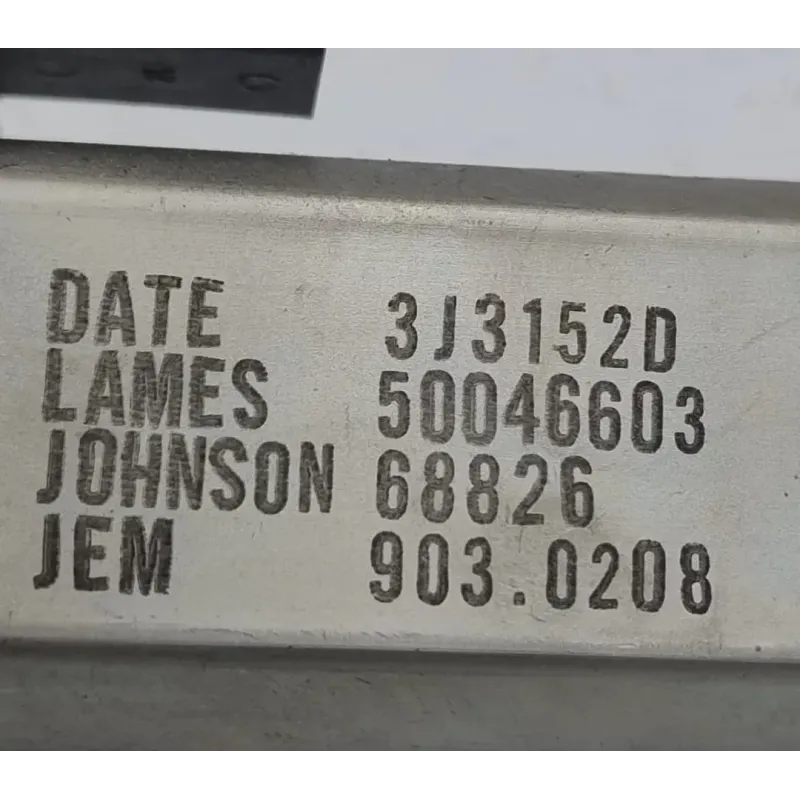 DATE 3J3152D
LAMES 50046603
JOHNSON 68826
JEM 903.0208